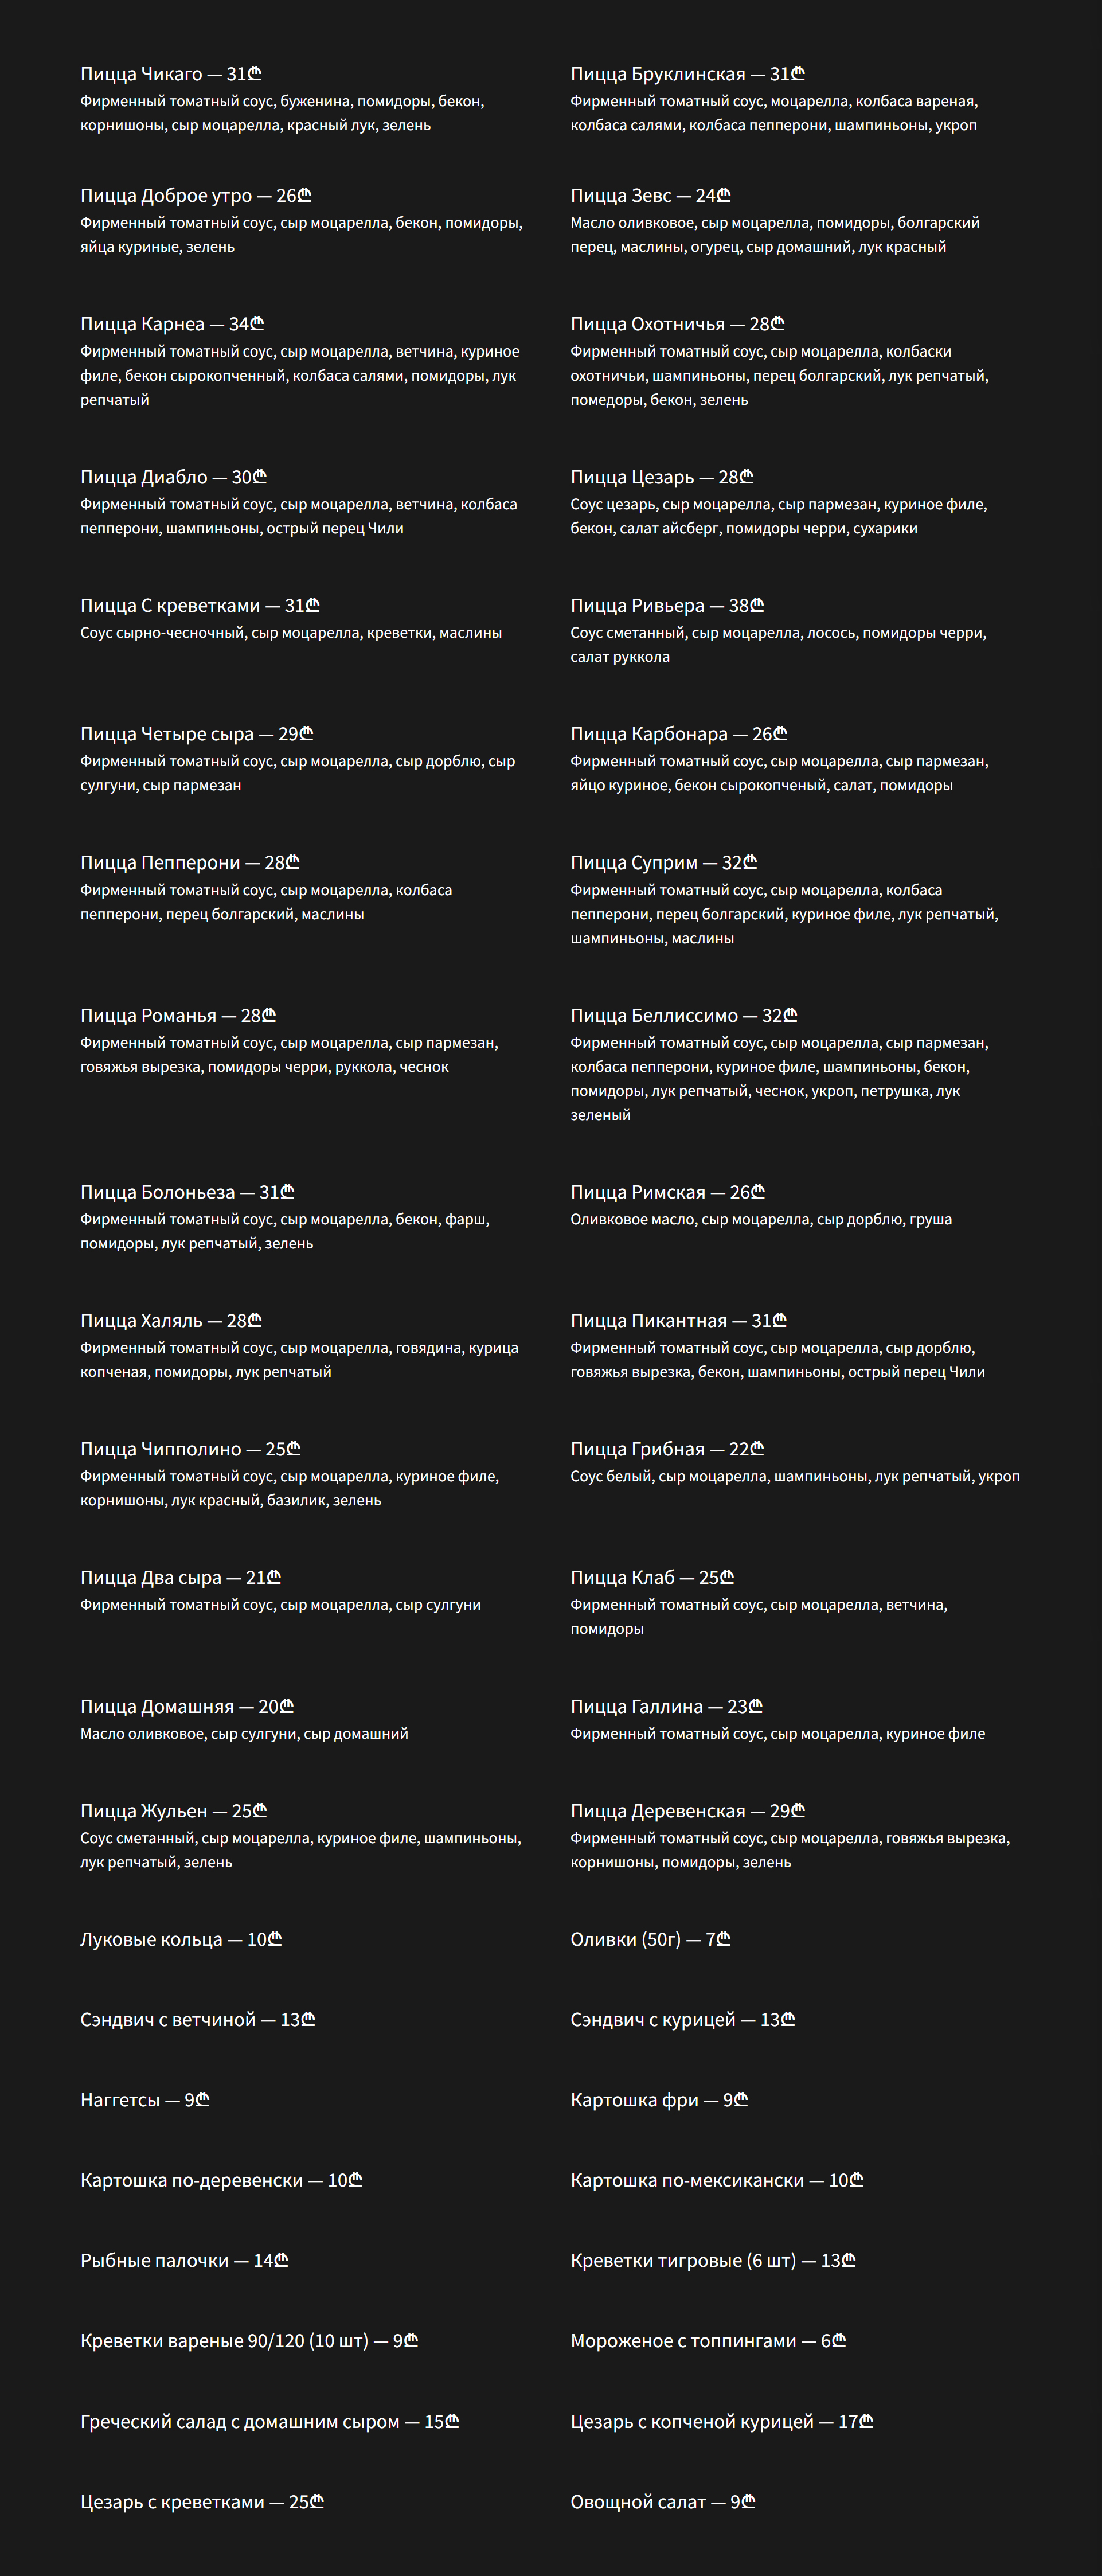 Пицца Чикаго — 31₾
Фирменный томатный соус, буженина, помидоры, бекон,
корнишоны, сыр моцарелла, красный лук, зелень
Пицца Бруклинская — 31₾
Фирменный томатный соус, моцарелла, колбаса вареная,
колбаса салями, колбаса пепперони, шампиньоны, укроп
Пицца Доброе утро — 26₾
Фирменный томатный соус, сыр моцарелла, бекон, помидоры,
яйца куриные, зелень
Пицца Зевс — 24₾
Масло оливковое, сыр моцарелла, помидоры, болгарский
перец, маслины, огурец, сыр домашний, лук красный
Пицца Карнеа — 34₾
Фирменный томатный соус, сыр моцарелла, ветчина, куриное
филе, бекон сырокопченный, колбаса салями, помидоры, лук
репчатый
Пицца Охотничья — 28₾
Фирменный томатный соус, сыр моцарелла, колбаски
охотничьи, шампиньоны, перец болгарский, лук репчатый,
помедоры, бекон, зелень
Пицца Диабло — 30₾
Фирменный томатный соус, сыр моцарелла, ветчина, колбаса
пепперони, шампиньоны, острый перец Чили
Пицца Цезарь — 28₾
Соус цезарь, сыр моцарелла, сыр пармезан, куриное филе,
бекон, салат айсберг, помидоры черри, сухарики
Пицца С креветками — 31₾
Соус сырно-чесночный, сыр моцарелла, креветки, маслины
Пицца Ривьера — 38₾
Соус сметанный, сыр моцарелла, лосось, помидоры черри,
салат руккола
Пицца Четыре сыра — 29₾
Фирменный томатный соус, сыр моцарелла, сыр дорблю, сыр
сулгуни, сыр пармезан
Пицца Карбонара — 26₾
Фирменный томатный соус, сыр моцарелла, сыр пармезан,
яйцо куриное, бекон сырокопченый, салат, помидоры
Пицца Пепперони — 28₾
Фирменный томатный соус, сыр моцарелла, колбаса
пепперони, перец болгарский, маслины
Пицца Суприм — 32₾
Фирменный томатный соус, сыр моцарелла, колбаса
пепперони, перец болгарский, куриное филе, лук репчатый,
шампиньоны, маслины
Пицца Романья — 28₾
Фирменный томатный соус, сыр моцарелла, сыр пармезан,
говяжья вырезка, помидоры черри, руккола, чеснок
Пицца Беллиссимо — 32₾
Фирменный томатный соус, сыр моцарелла, сыр пармезан,
колбаса пепперони, куриное филе, шампиньоны, бекон,
помидоры, лук репчатый, чеснок, укроп, петрушка, лук
зеленый
Пицца Болоньеза — 31₾
Фирменный томатный соус, сыр моцарелла, бекон, фарш,
помидоры, лук репчатый, зелень
Пицца Римская — 26₾
Оливковое масло, сыр моцарелла, сыр дорблю, груша
Пицца Халяль — 28₾
Фирменный томатный соус, сыр моцарелла, говядина, курица
копченая, помидоры, лук репчатый
Пицца Пикантная — 31₾
Фирменный томатный соус, сыр моцарелла, сыр дорблю,
говяжья вырезка, бекон, шампиньоны, острый перец Чили
Пицца Чипполино — 25₾
Фирменный томатный соус, сыр моцарелла, куриное филе,
корнишоны, лук красный, базилик, зелень
Пицца Грибная — 22₾
Соус белый, сыр моцарелла, шампиньоны, лук репчатый, укроп
Пицца Два сыра — 21₾
Фирменный томатный соус, сыр моцарелла, сыр сулгуни
Пицца Клаб — 25₾
Фирменный томатный соус, сыр моцарелла, ветчина,
помидоры
Пицца Домашняя — 20₾
Масло оливковое, сыр сулгуни, сыр домашний
Пицца Галлина — 23₾
Фирменный томатный соус, сыр моцарелла, куриное филе
Пицца Жульен — 25₾
Соус сметанный, сыр моцарелла, куриное филе, шампиньоны,
лук репчатый, зелень
Пицца Деревенская — 29₾
Фирменный томатный соус, сыр моцарелла, говяжья вырезка,
корнишоны, помидоры, зелень
Луковые кольца — 10₾
Оливки (50г) — 7₾
Сэндвич с ветчиной — 13₾
Сэндвич с курицей — 13₾
Наггетсы — 9₾
Картошка фри — 9₾
Картошка по-деревенски — 10₾
Картошка по-мексикански — 10₾
Рыбные палочки — 14₾
Креветки тигровые (6 шт) — 13₾
Креветки вареные 90/120 (10 шт) — 9₾
Мороженое с топпингами — 6₾
Греческий салад с домашним сыром — 15₾
Цезарь с копченой курицей — 17₾
Цезарь с креветками — 25₾
Овощной салат — 9₾